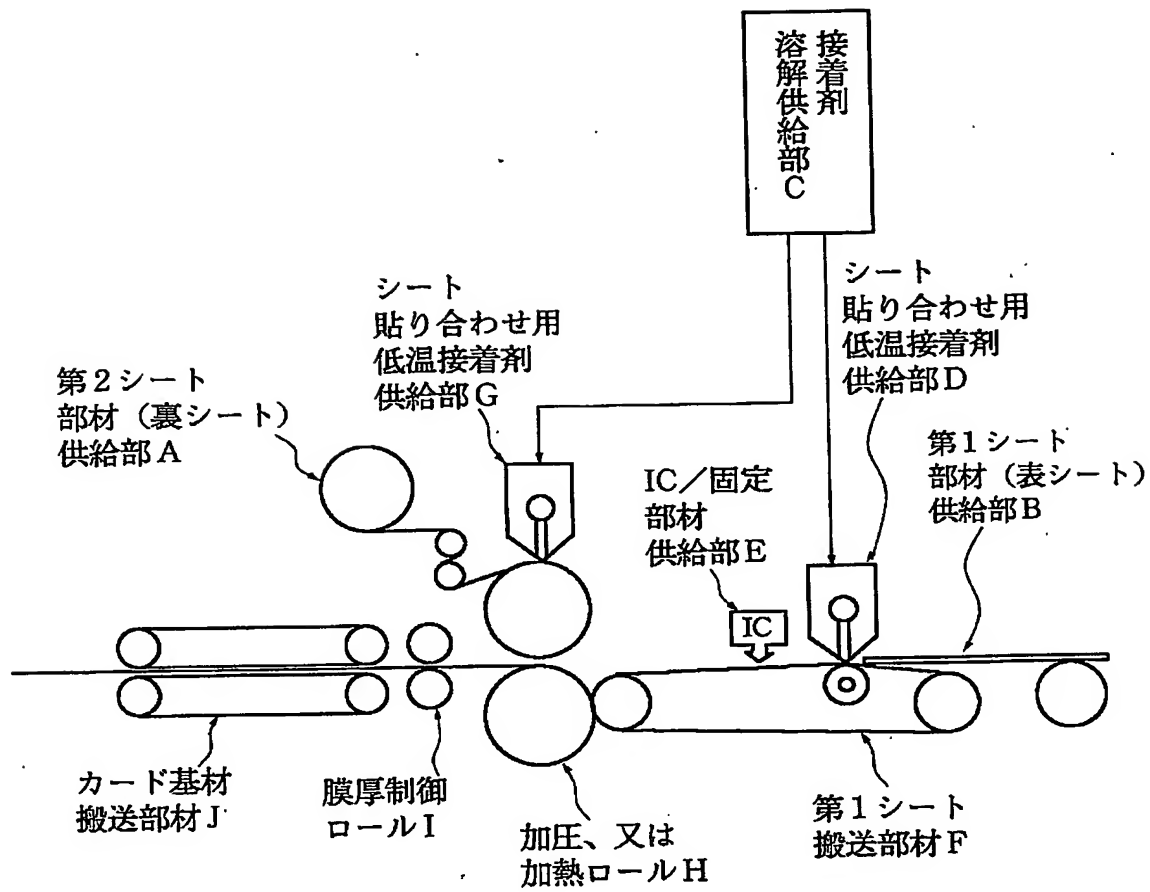 接着剤
溶解供給部C
シート
貼り合わせ用
低温接着剤
供給部G
シート
貼り合わせ用
低温接着剤
供給部D
第2シート
部材（裏シート）
供給部A
第1シート
部材（表シート）
供給部B
IC／固定
部材
供給部E
IC
カード基材
搬送部材J
膜厚制御
ロールI
加圧、又は
加熱ロールH
第1シート
搬送部材F